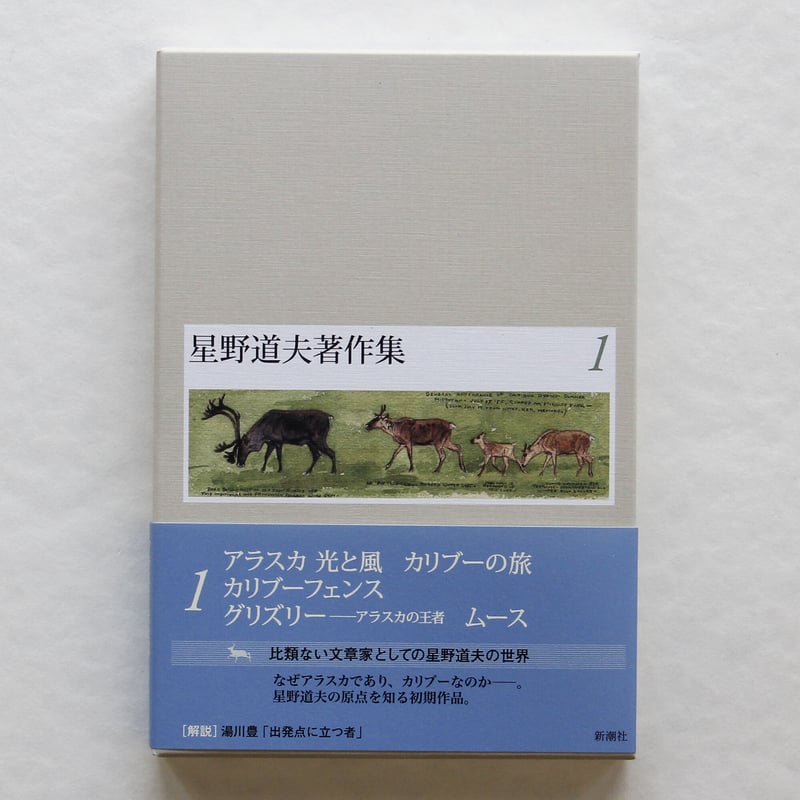 星野道夫著作集 1
1
アラスカ 光と風 カリブーの旅
カリブーフェンス
グリズリー――アラスカの王者 ムース
比類ない文章家としての星野道夫の世界
なぜアラスカであり、カリブーなのか――。
星野道夫の原点を知る初期作品。
[解説] 湯川豊「出発点に立つ者」
新潮社